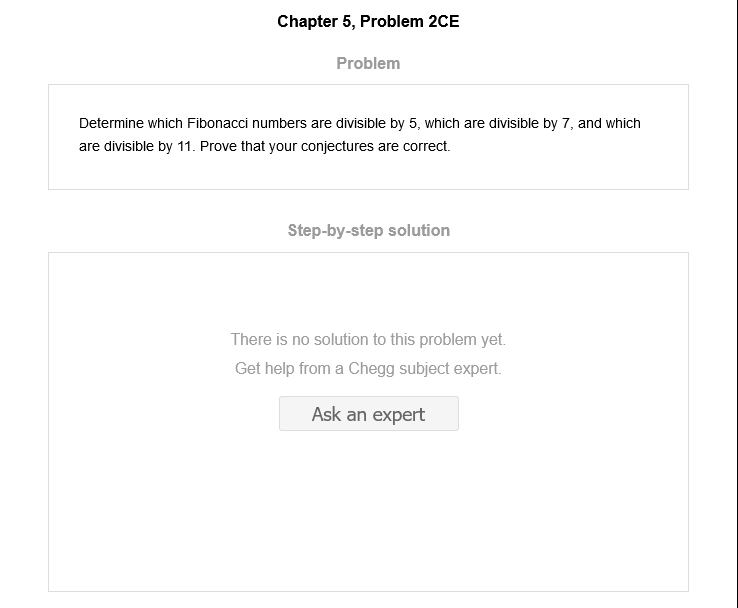 Chapter 5, Problem 2CE
Problem
Determine which Fibonacci numbers are divisible by 5, which are divisible by 7, and which
are divisible by 11. Prove that your conjectures are correct.
Step-by-step solution
There is no solution to this problem yet.
Get help from a Chegg subject expert.
Ask an expert